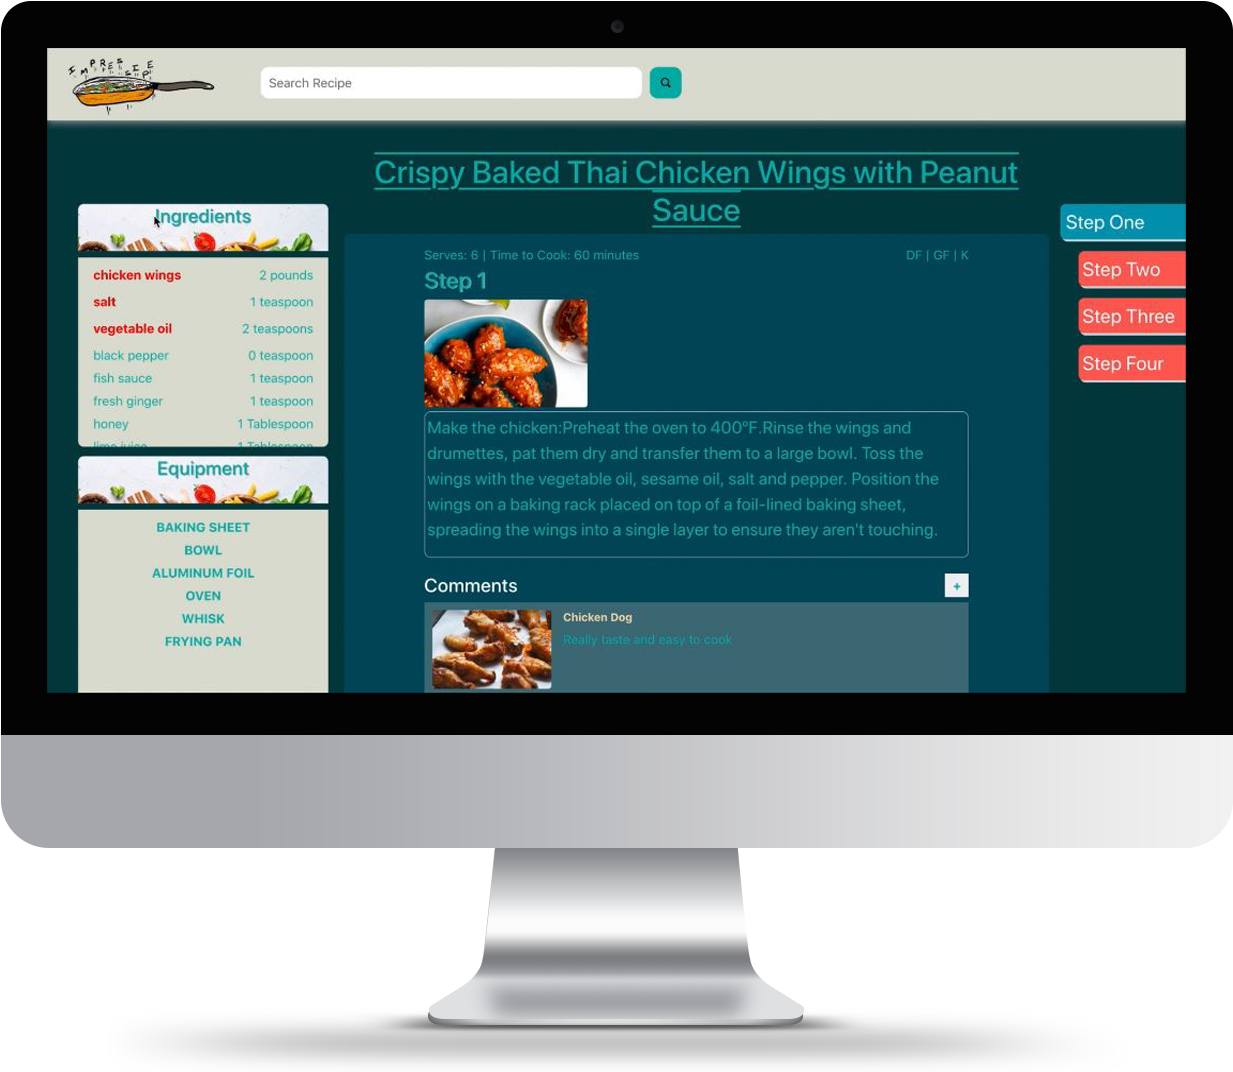 IMPRESSIPE
Search Recipe
Crispy Baked Thai Chicken Wings with Peanut
Sauce
Ingredients
chicken wings 2 pounds
salt 1 teaspoon
vegetable oil 2 teaspoons
black pepper 0 teaspoon
fish sauce 1 teaspoon
fresh ginger 1 teaspoon
honey 1 Tablespoon
lime juice 1 Tablespoon
Equipment
BAKING SHEET
BOWL
ALUMINUM FOIL
OVEN
WHISK
FRYING PAN
Serves: 6 | Time to Cook: 60 minutes DF | GF | K
Step 1
Make the chicken:Preheat the oven to 400°F.Rinse the wings and
drumettes, pat them dry and transfer them to a large bowl. Toss the
wings with the vegetable oil, sesame oil, salt and pepper. Position the
wings on a baking rack placed on top of a foil-lined baking sheet,
spreading the wings into a single layer to ensure they aren't touching.
Comments +
Chicken Dog
Really taste and easy to cook
Step One
Step Two
Step Three
Step Four